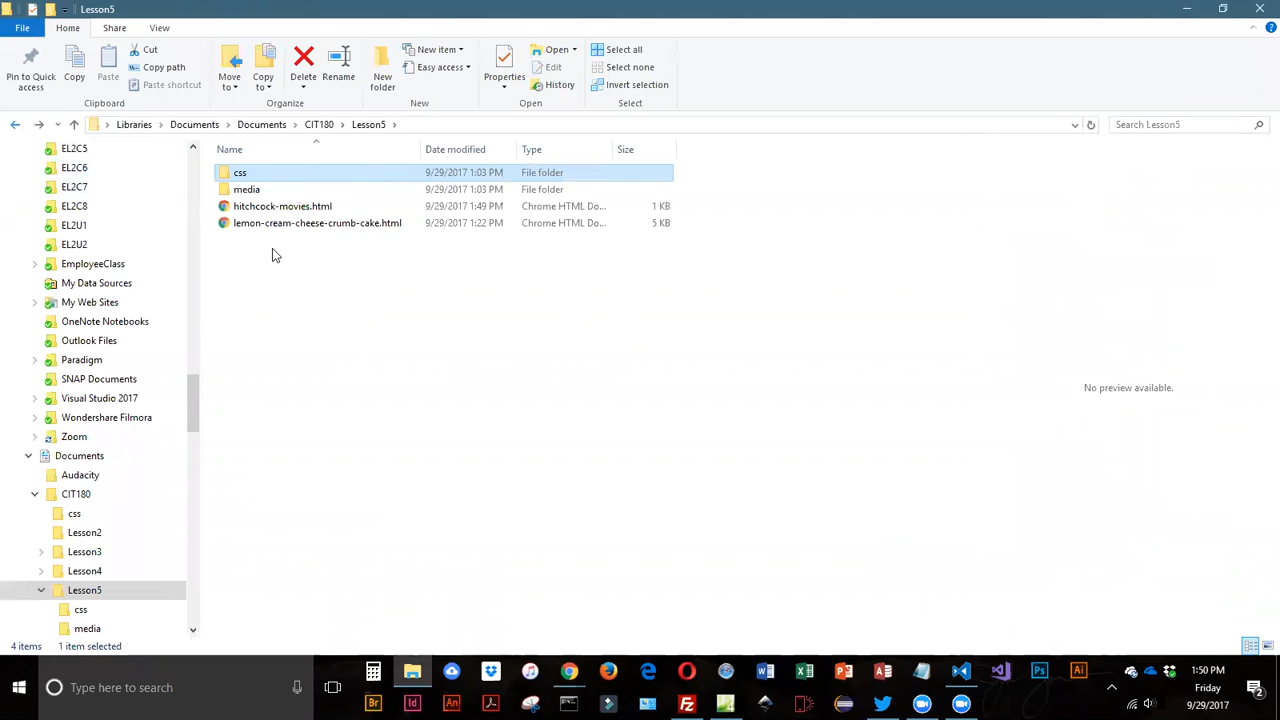 Lesson5
File Home Share View
Pin to Quick access
Copy
Paste
Cut
Copy path
Paste shortcut
Clipboard
Move to
Copy to
Delete
Rename
Organize
New folder
New item
Easy access
New
Properties
Open
Edit
History
Open
Select all
Select none
Invert selection
Select
Libraries Documents Documents CIT180 Lesson5
Search Lesson5
Name Date modified Type Size
css 9/29/2017 1:03 PM File folder
media 9/29/2017 1:03 PM File folder
hitchcock-movies.html 9/29/2017 1:49 PM Chrome HTML Do... 1 KB
lemon-cream-cheese-crumb-cake.html 9/29/2017 1:22 PM Chrome HTML Do... 5 KB
No preview available.
EL2C5
EL2C6
EL2C7
EL2C8
EL2U1
EL2U2
EmployeeClass
My Data Sources
My Web Sites
OneNote Notebooks
Outlook Files
Paradigm
SNAP Documents
Visual Studio 2017
Wondershare Filmora
Zoom
Documents
Audacity
CIT180
css
Lesson2
Lesson3
Lesson4
Lesson5
css
media
4 items 1 item selected
Type here to search
Br Id An Fz Ps Ai
1:50 PM
Friday
9/29/2017
2